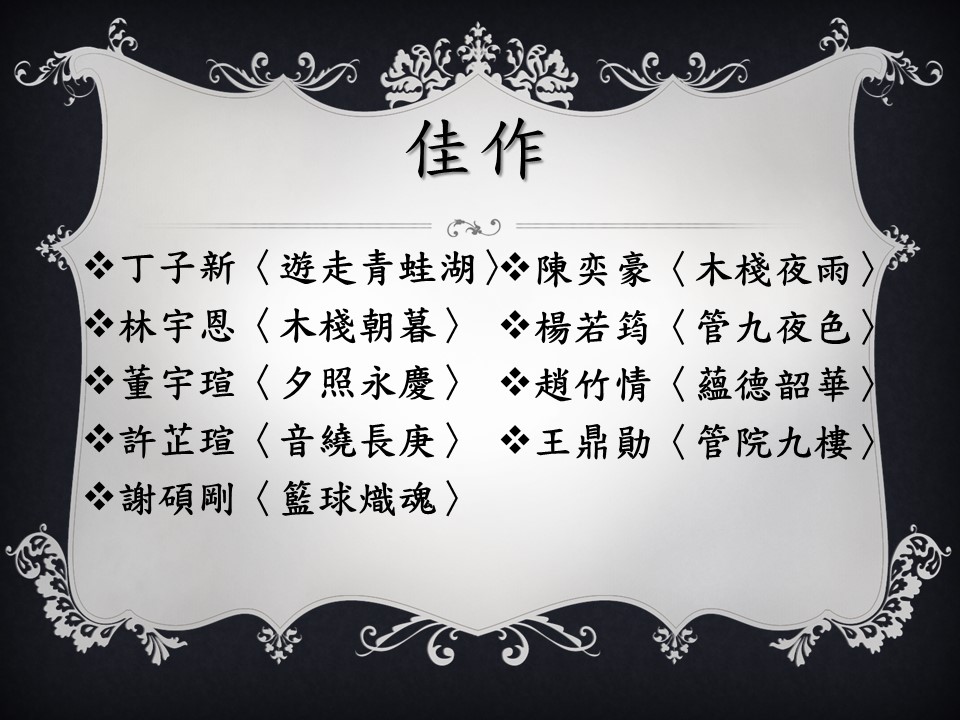 佳作
❖丁子新〈遊走青蛙湖〉
❖林宇恩〈木棧朝暮〉
❖董宇瑄〈夕照永慶〉
❖許芷瑄〈音繞長庚〉
❖謝碩剛〈籃球熾魂〉
❖陳奕豪〈木棧夜雨〉
❖楊若筠〈管九夜色〉
❖趙竹情〈蘊德韶華〉
❖王鼎勛〈管院九樓〉